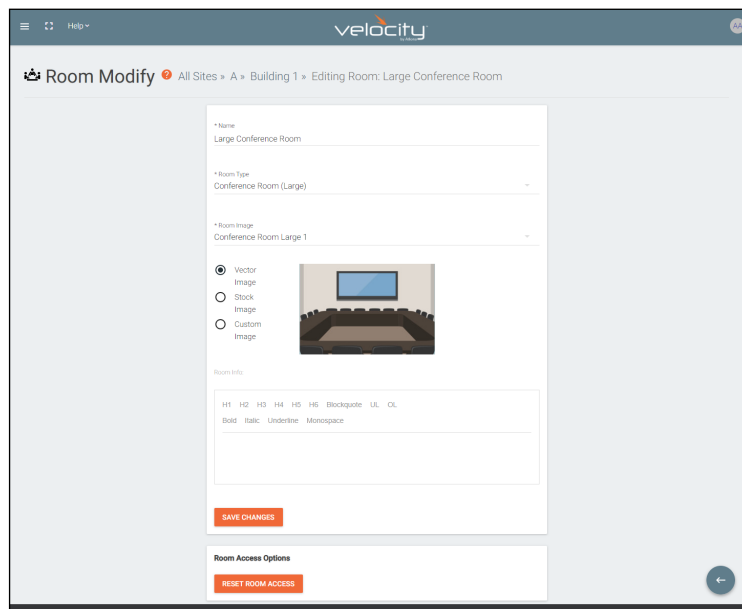 Help
velocity
by Atlona
AA
Room Modify ? All Sites » A » Building 1 » Editing Room: Large Conference Room
* Name
Large Conference Room
* Room Type
Conference Room (Large)
* Room Image
Conference Room Large 1
Vector
Image
Stock
Image
Custom
Image
Room Info
H1 H2 H3 H4 H5 H6 Blockquote UL OL
Bold Italic Underline Monospace
SAVE CHANGES
Room Access Options
RESET ROOM ACCESS